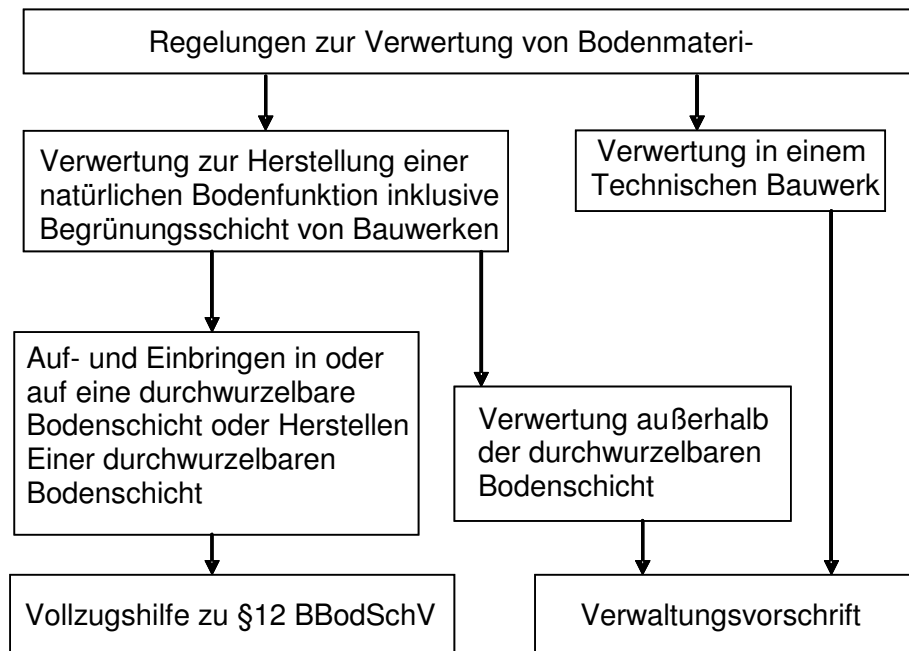 Regelungen zur Verwertung von Bodenmateri-
Verwertung zur Herstellung einer
natürlichen Bodenfunktion inklusive
Begrünungsschicht von Bauwerken
Verwertung in einem
Technischen Bauwerk
Auf- und Einbringen in oder
auf eine durchwurzelbare
Bodenschicht oder Herstellen
Einer durchwurzelbaren
Bodenschicht
Verwertung außerhalb
der durchwurzelbaren
Bodenschicht
Vollzugshilfe zu §12 BBodSchV
Verwaltungsvorschrift